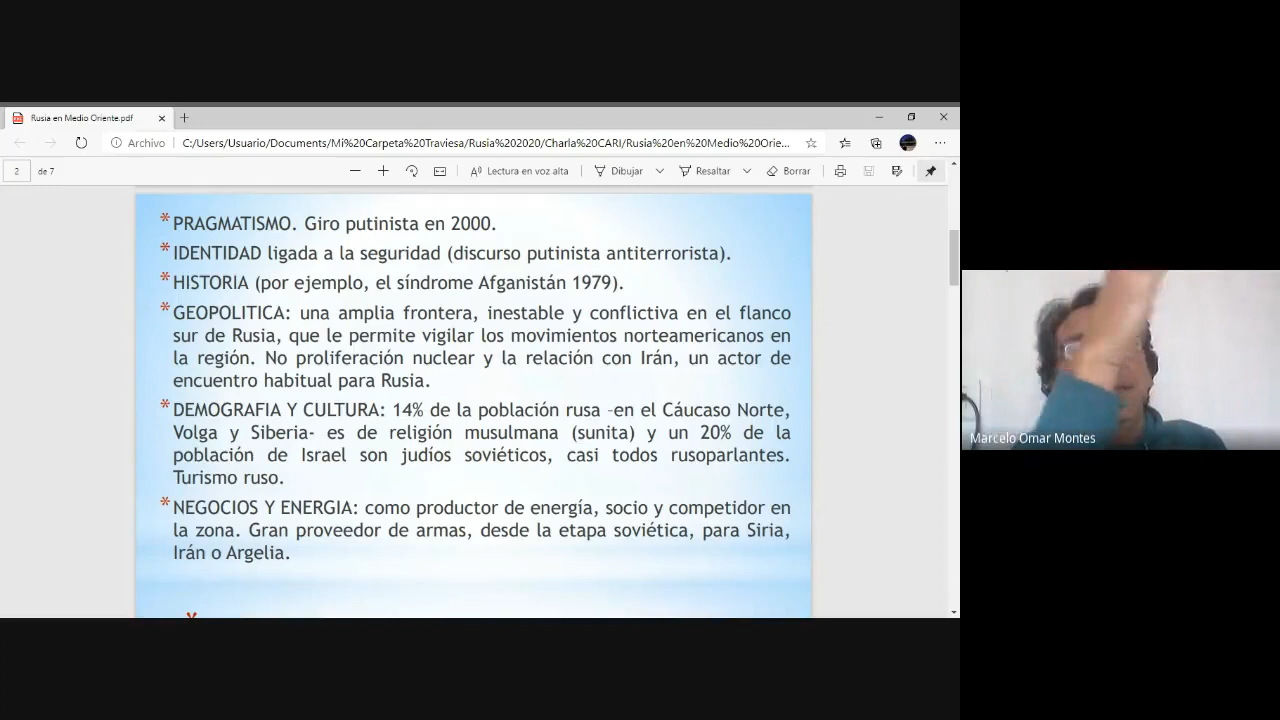 Rusia en Medio Oriente.pdf
Archivo
C:/Users/Usuario/Documents/Mi%20Carpeta%20Traviesa/Rusia%202020/Charla%20CARI/Rusia%20en%20Medio%20Orie...
2 de 7
Lectura en voz alta
Dibujar
Resaltar
Borrar
* PRAGMATISMO. Giro putinista en 2000.
* IDENTIDAD ligada a la seguridad (discurso putinista antiterrorista).
* HISTORIA (por ejemplo, el síndrome Afganistán 1979).
* GEOPOLITICA: una amplia frontera, inestable y conflictiva en el flanco
sur de Rusia, que le permite vigilar los movimientos norteamericanos en
la región. No proliferación nuclear y la relación con Irán, un actor de
encuentro habitual para Rusia.
* DEMOGRAFIA Y CULTURA: 14% de la población rusa -en el Cáucaso Norte,
Volga y Siberia- es de religión musulmana (sunita) y un 20% de la
población de Israel son judíos soviéticos, casi todos rusoparlantes.
Turismo ruso.
* NEGOCIOS Y ENERGIA: como productor de energía, socio y competidor en
la zona. Gran proveedor de armas, desde la etapa soviética, para Siria,
Irán o Argelia.
Marcelo Omar Montes